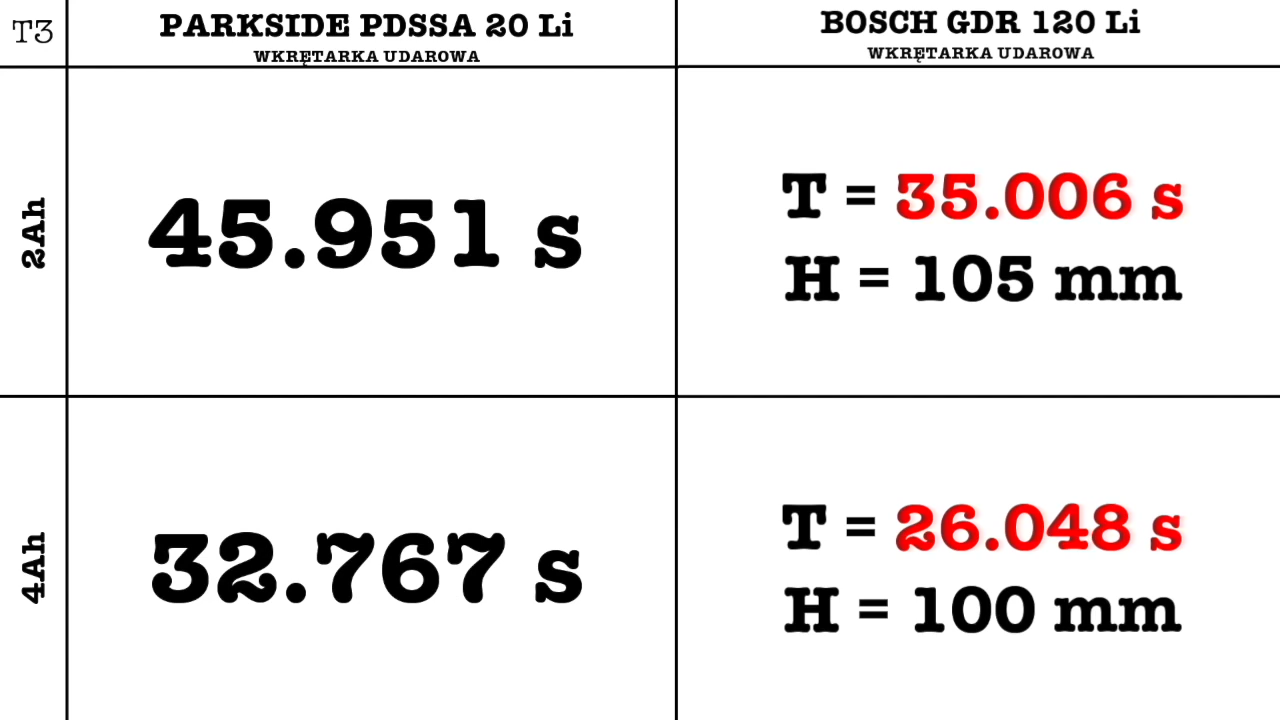 T3
PARKSIDE PDSSA 20 Li
WKRĘTARKA UDAROWA
BOSCH GDR 120 Li
WKRĘTARKA UDAROWA
2Ah
45.951 s
T = 35.006 s
H = 105 mm
4Ah
32.767 s
T = 26.048 s
H = 100 mm